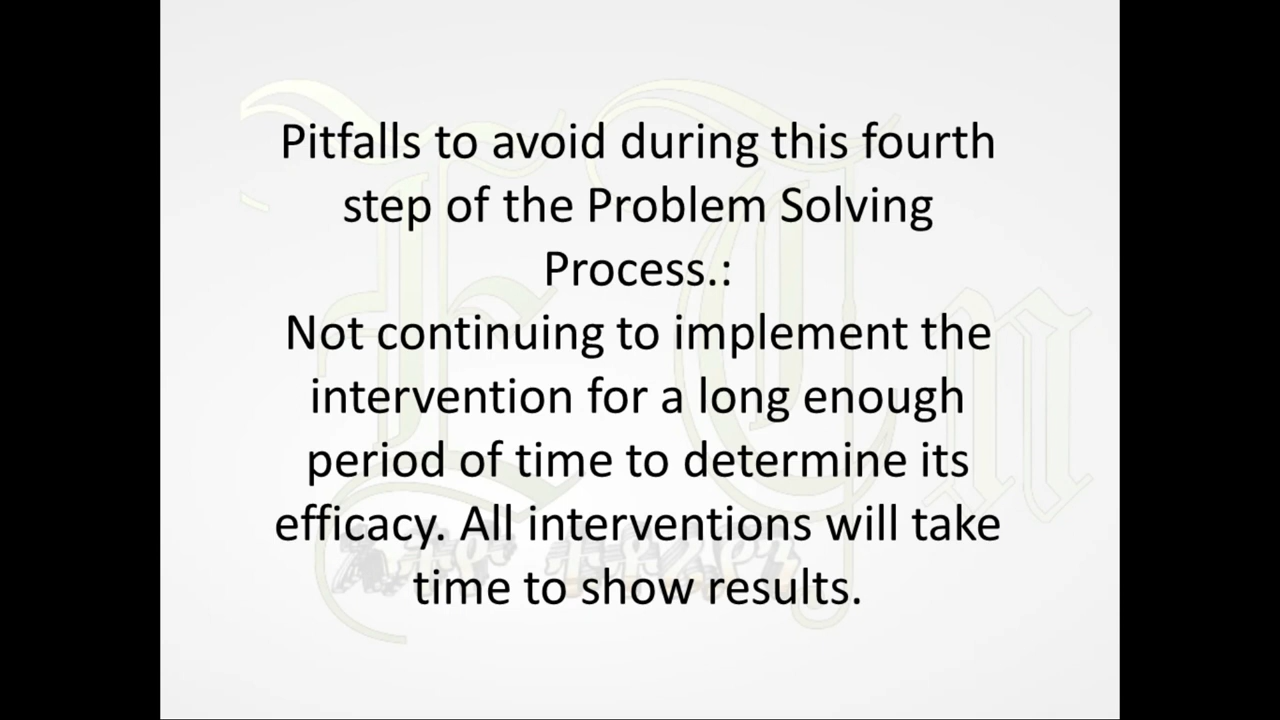 Pitfalls to avoid during this fourth
step of the Problem Solving
Process.:
Not continuing to implement the
intervention for a long enough
period of time to determine its
efficacy. All interventions will take
time to show results.